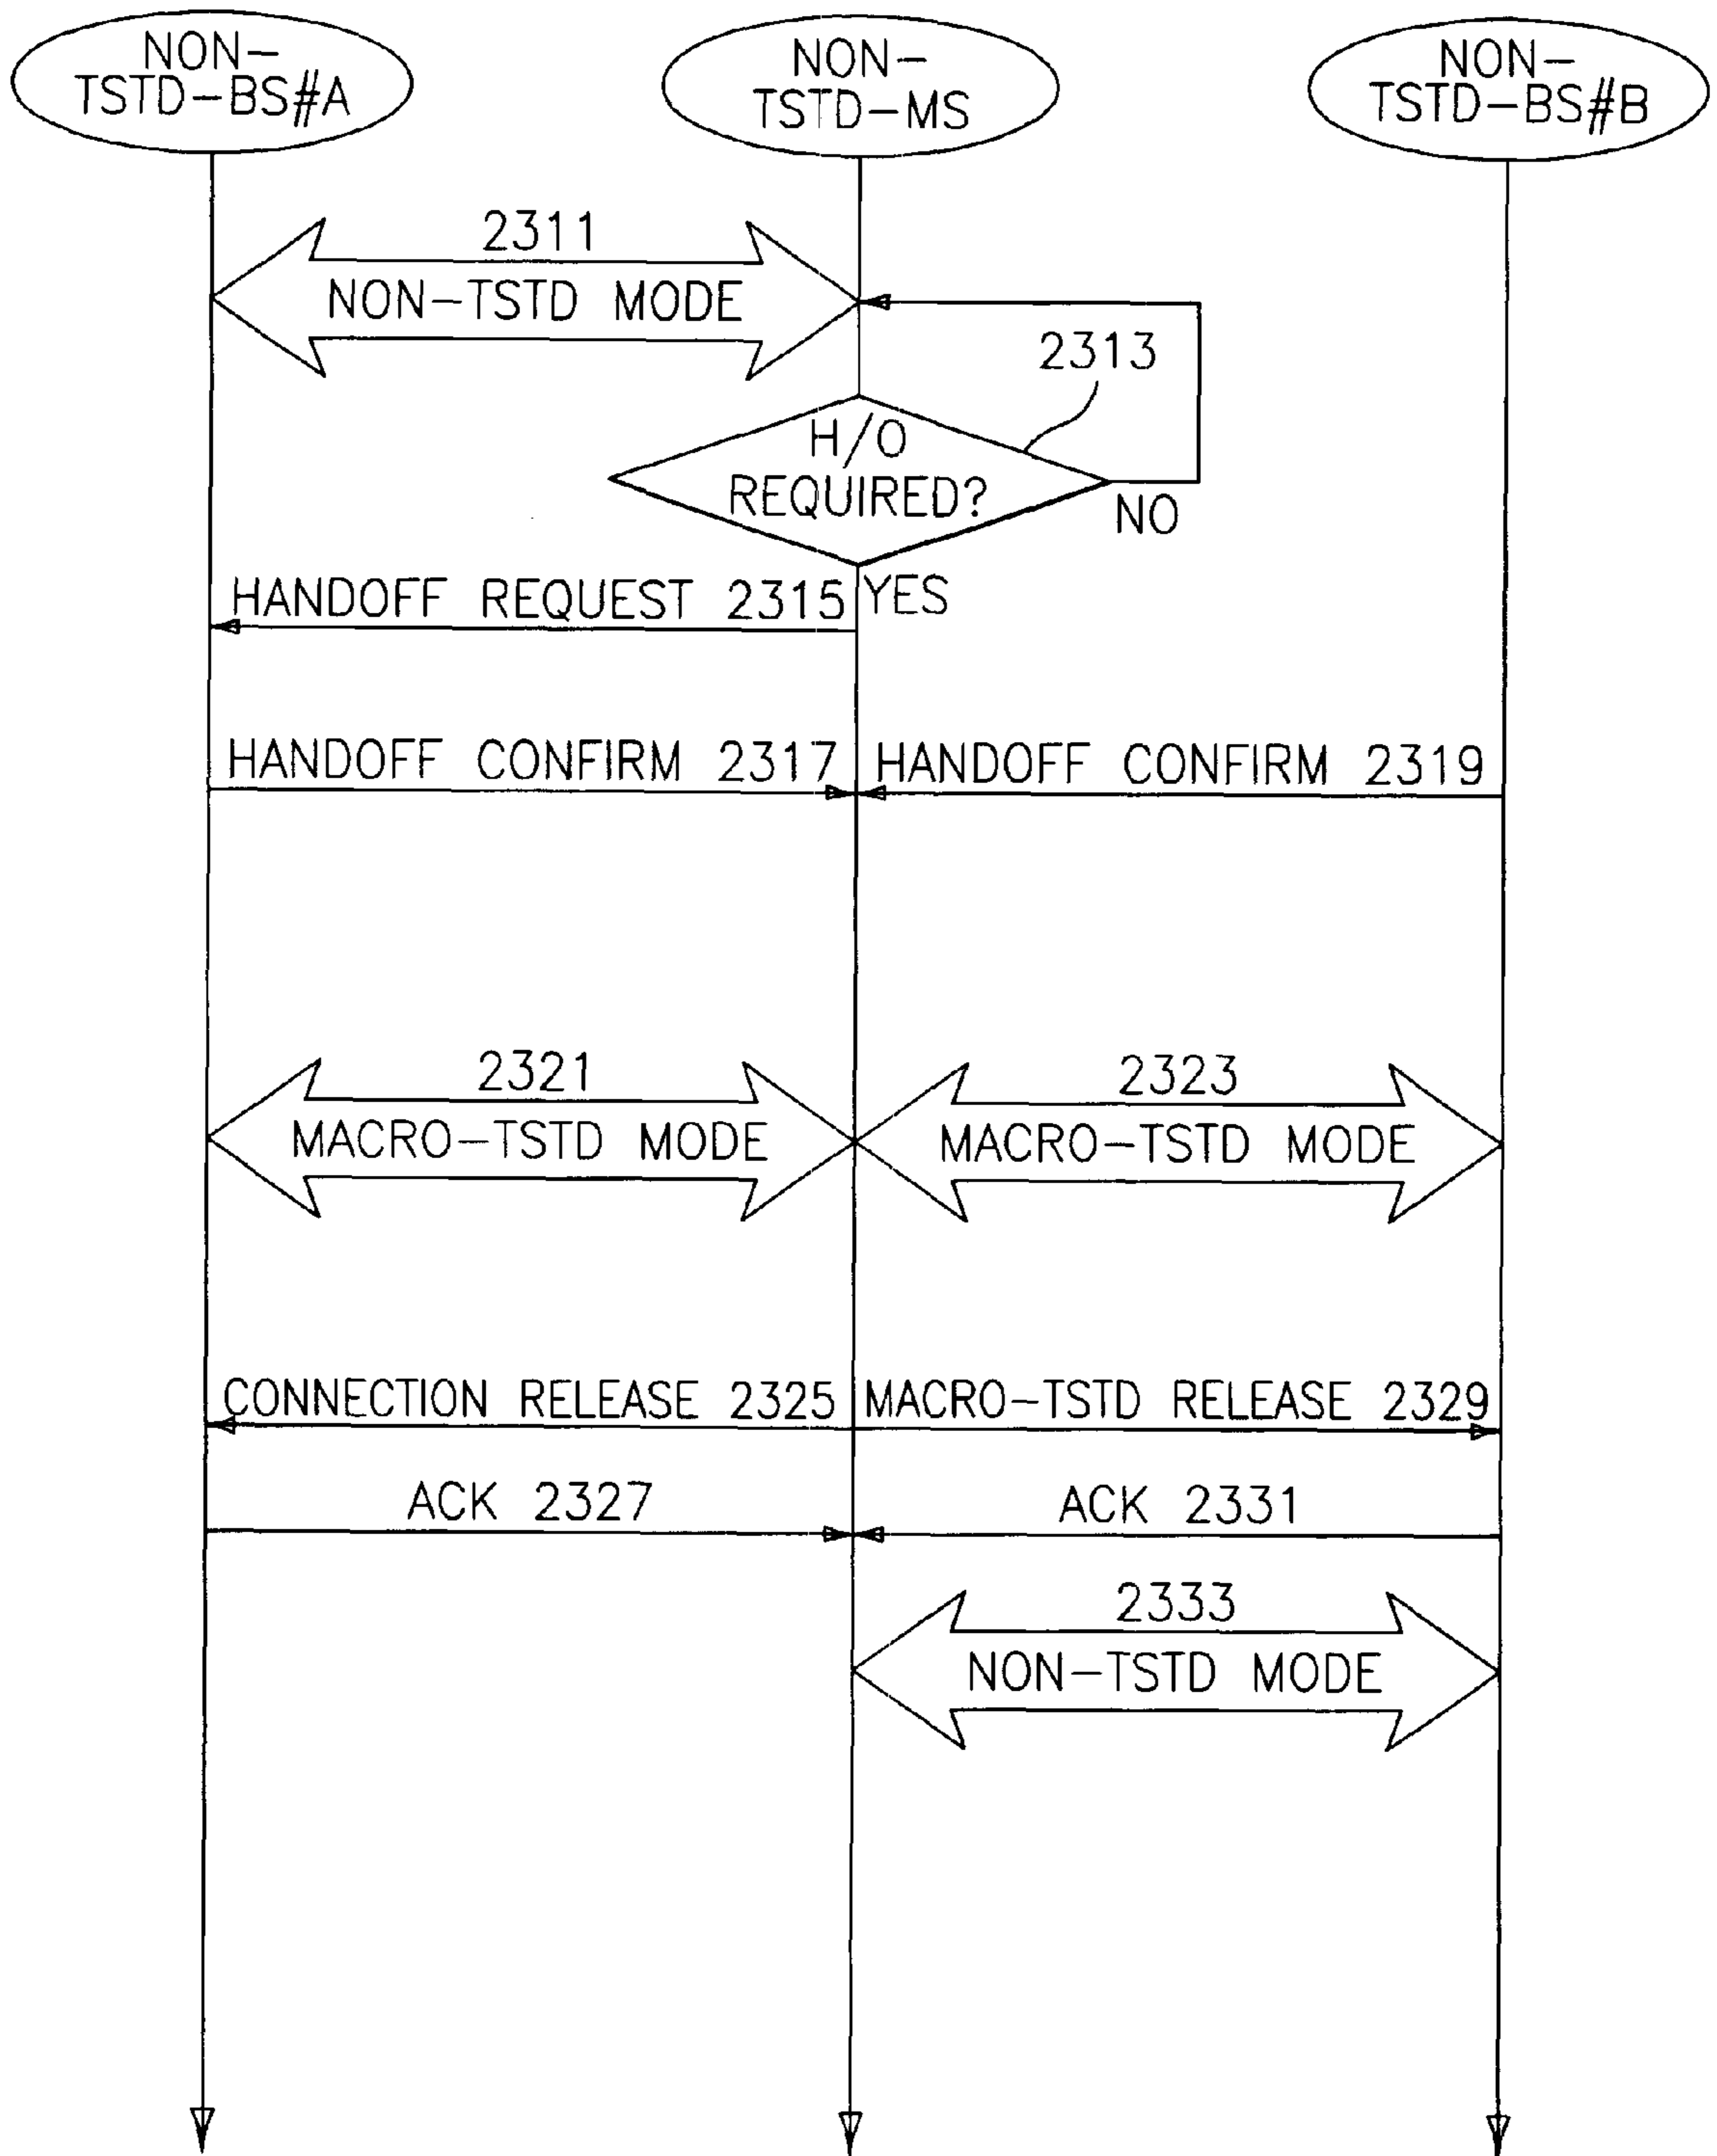 NON-
TSTD-BS#A
NON-
TSTD-MS
NON-
TSTD-BS#B
2311
NON-TSTD MODE
2313
H/O
REQUIRED?
NO
YES
HANDOFF REQUEST 2315
HANDOFF CONFIRM 2317
HANDOFF CONFIRM 2319
2321
MACRO-TSTD MODE
2323
MACRO-TSTD MODE
CONNECTION RELEASE 2325
MACRO-TSTD RELEASE 2329
ACK 2327
ACK 2331
2333
NON-TSTD MODE